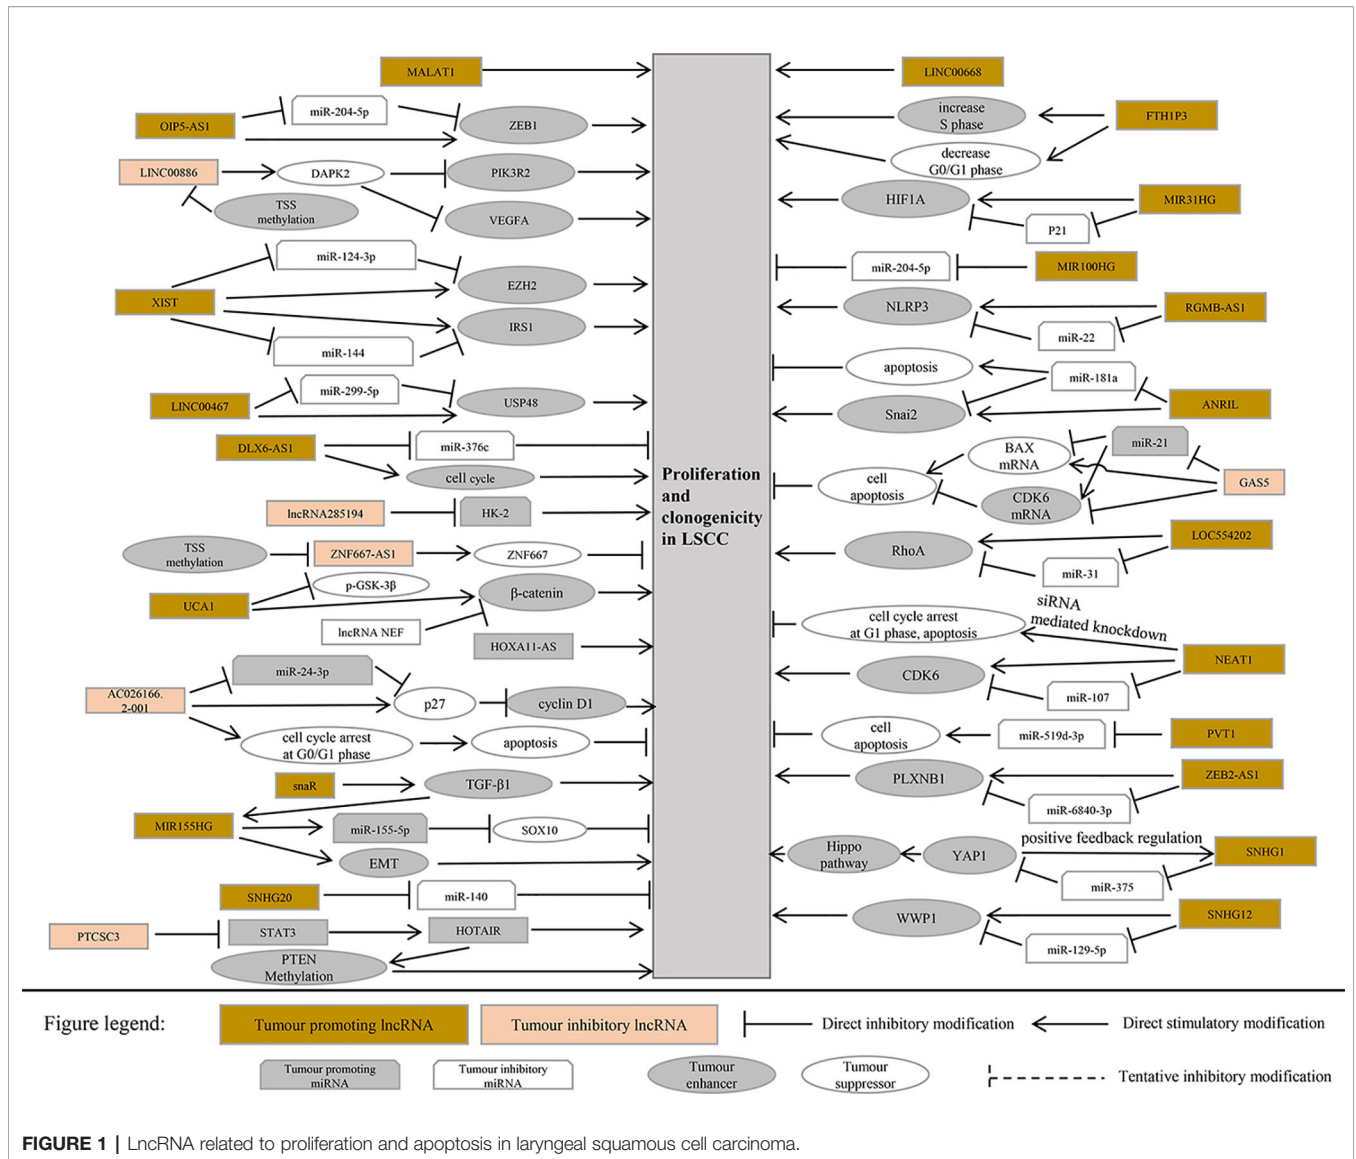 MALAT1
OIP5-AS1
miR-204-5p
ZEB1
LINC00886
DAPK2
PIK3R2
TSS
methylation
VEGFA
miR-124-3p
EZH2
XIST
IRS1
miR-144
miR-299-5p
LINC00467
USP48
DLX6-AS1
miR-376c
cell cycle
lncRNA285194
HK-2
TSS
methylation
ZNF667-AS1
ZNF667
p-GSK-3β
UCA1
β-catenin
lncRNA NEF
HOXA11-AS
miR-24-3p
AC026166.
2-001
p27
cyclin D1
cell cycle arrest
at G0/G1 phase
apoptosis
snaR
TGF-β1
MIR155HG
miR-155-5p
SOX10
EMT
SNHG20
miR-140
PTCSC3
STAT3
HOTAIR
PTEN
Methylation
Proliferation
and
clonogenicity
in LSCC
LINC00668
increase
S phase
FTH1P3
decrease
G0/G1 phase
HIF1A
MIR31HG
P21
miR-204-5p
MIR100HG
NLRP3
RGMB-AS1
miR-22
apoptosis
miR-181a
Snai2
ANRIL
BAX
mRNA
miR-21
cell
apoptosis
GAS5
CDK6
mRNA
RhoA
LOC554202
miR-31
siRNA
mediated knockdown
cell cycle arrest
at G1 phase, apoptosis
NEAT1
CDK6
miR-107
cell
apoptosis
miR-519d-3p
PVT1
PLXNB1
ZEB2-AS1
miR-6840-3p
positive feedback regulation
Hippo
pathway
YAP1
SNHG1
miR-375
WWP1
SNHG12
miR-129-5p
Figure legend:
Tumour promoting lncRNA
Tumour inhibitory lncRNA
Direct inhibitory modification
Direct stimulatory modification
Tumour promoting
miRNA
Tumour inhibitory
miRNA
Tumour
enhancer
Tumour
suppressor
Tentative inhibitory modification
FIGURE 1 | LncRNA related to proliferation and apoptosis in laryngeal squamous cell carcinoma.